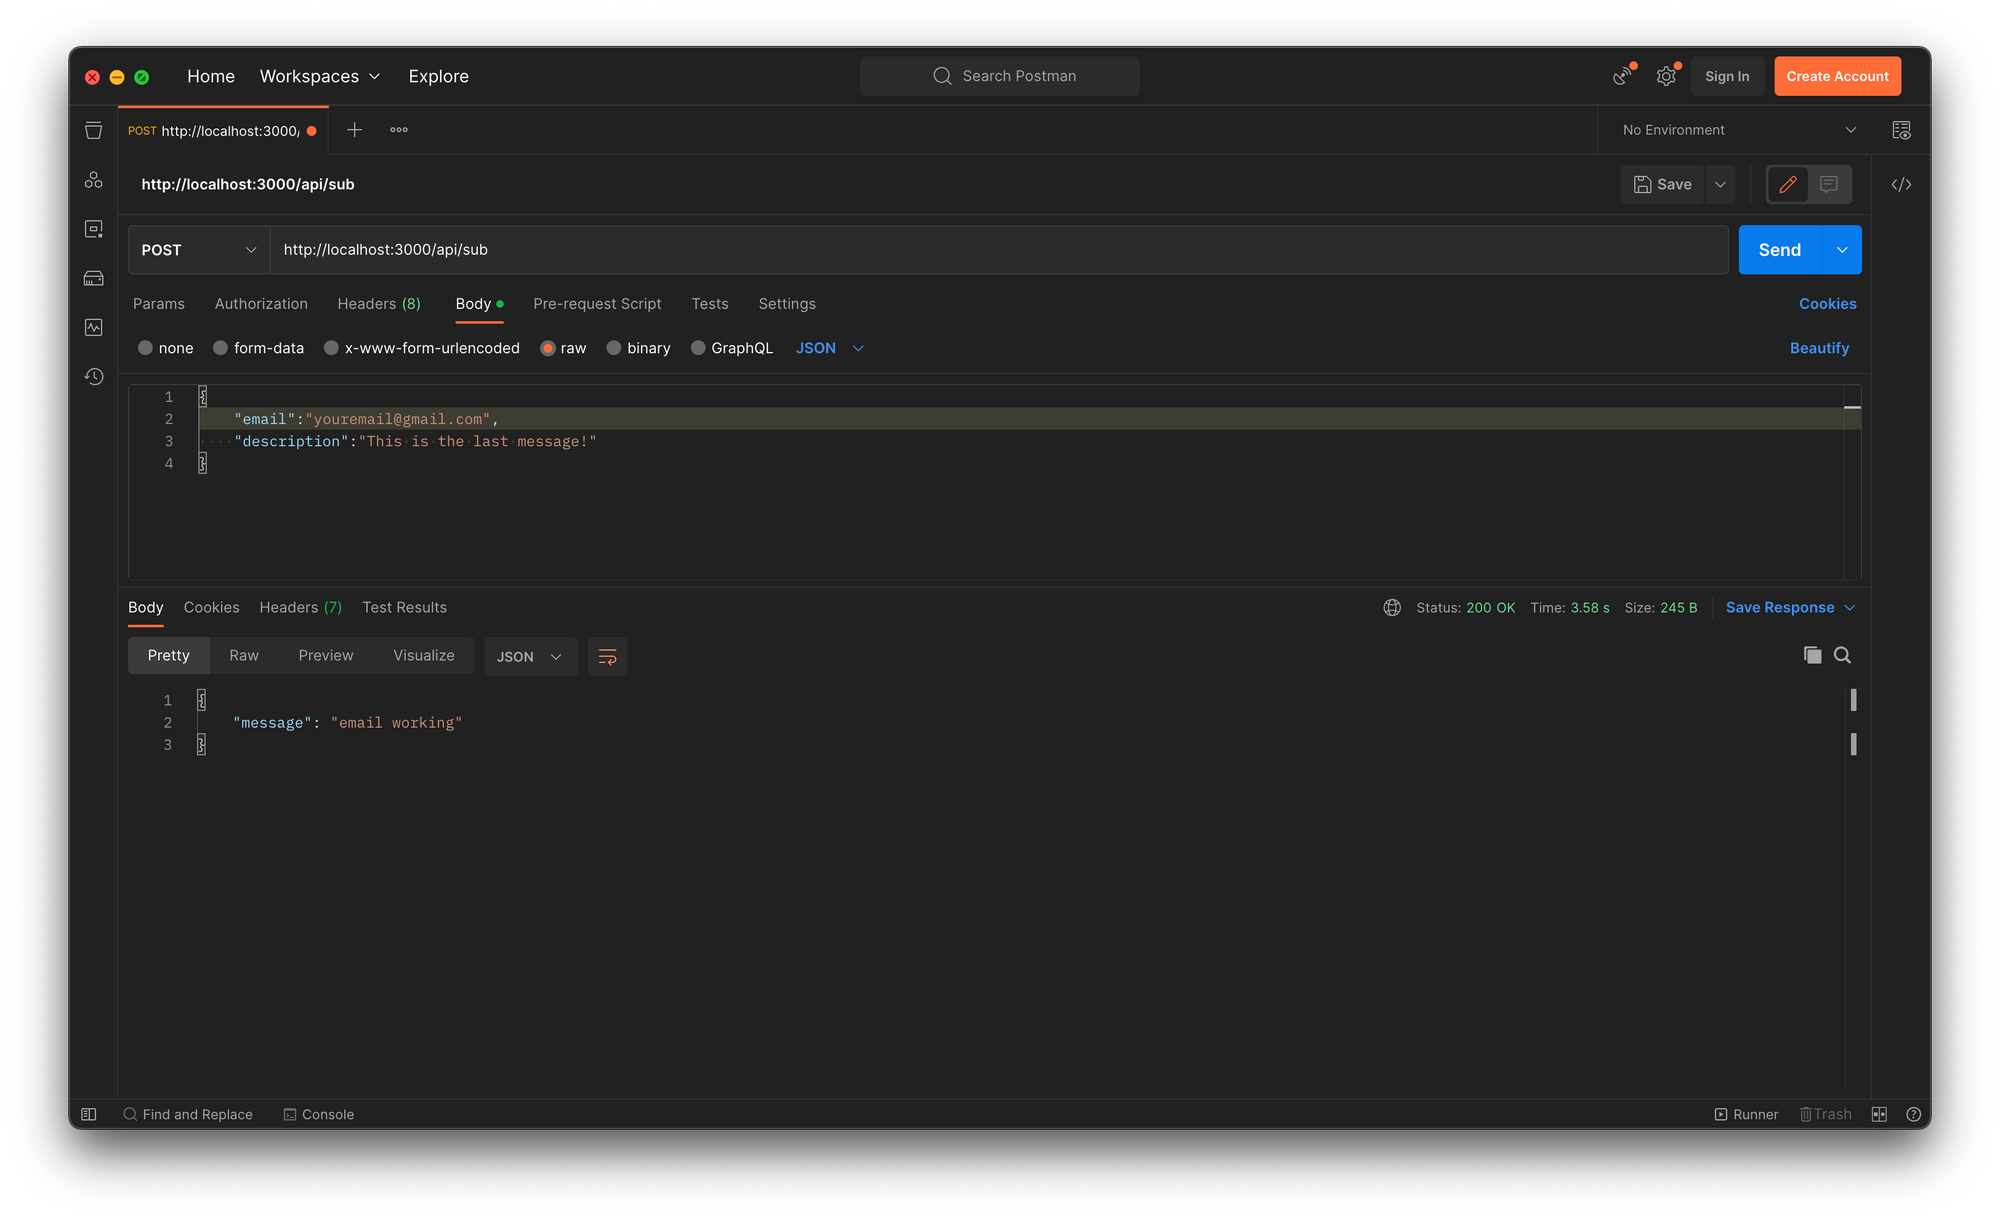 Home Workspaces Explore Search Postman Sign In Create Account
POST http://localhost:3000/ No Environment
http://localhost:3000/api/sub Save
POST http://localhost:3000/api/sub Send
Params Authorization Headers (8) Body Pre-request Script Tests Settings Cookies
none form-data x-www-form-urlencoded raw binary GraphQL JSON Beautify
1 {
2 "email":"youremail@gmail.com",
3 "description":"This is the last message!"
4 }
Body Cookies Headers (7) Test Results Status: 200 OK Time: 3.58 s Size: 245 B Save Response
Pretty Raw Preview Visualize JSON
1 {
2 "message": "email working"
3 }
Find and Replace Console Runner Trash